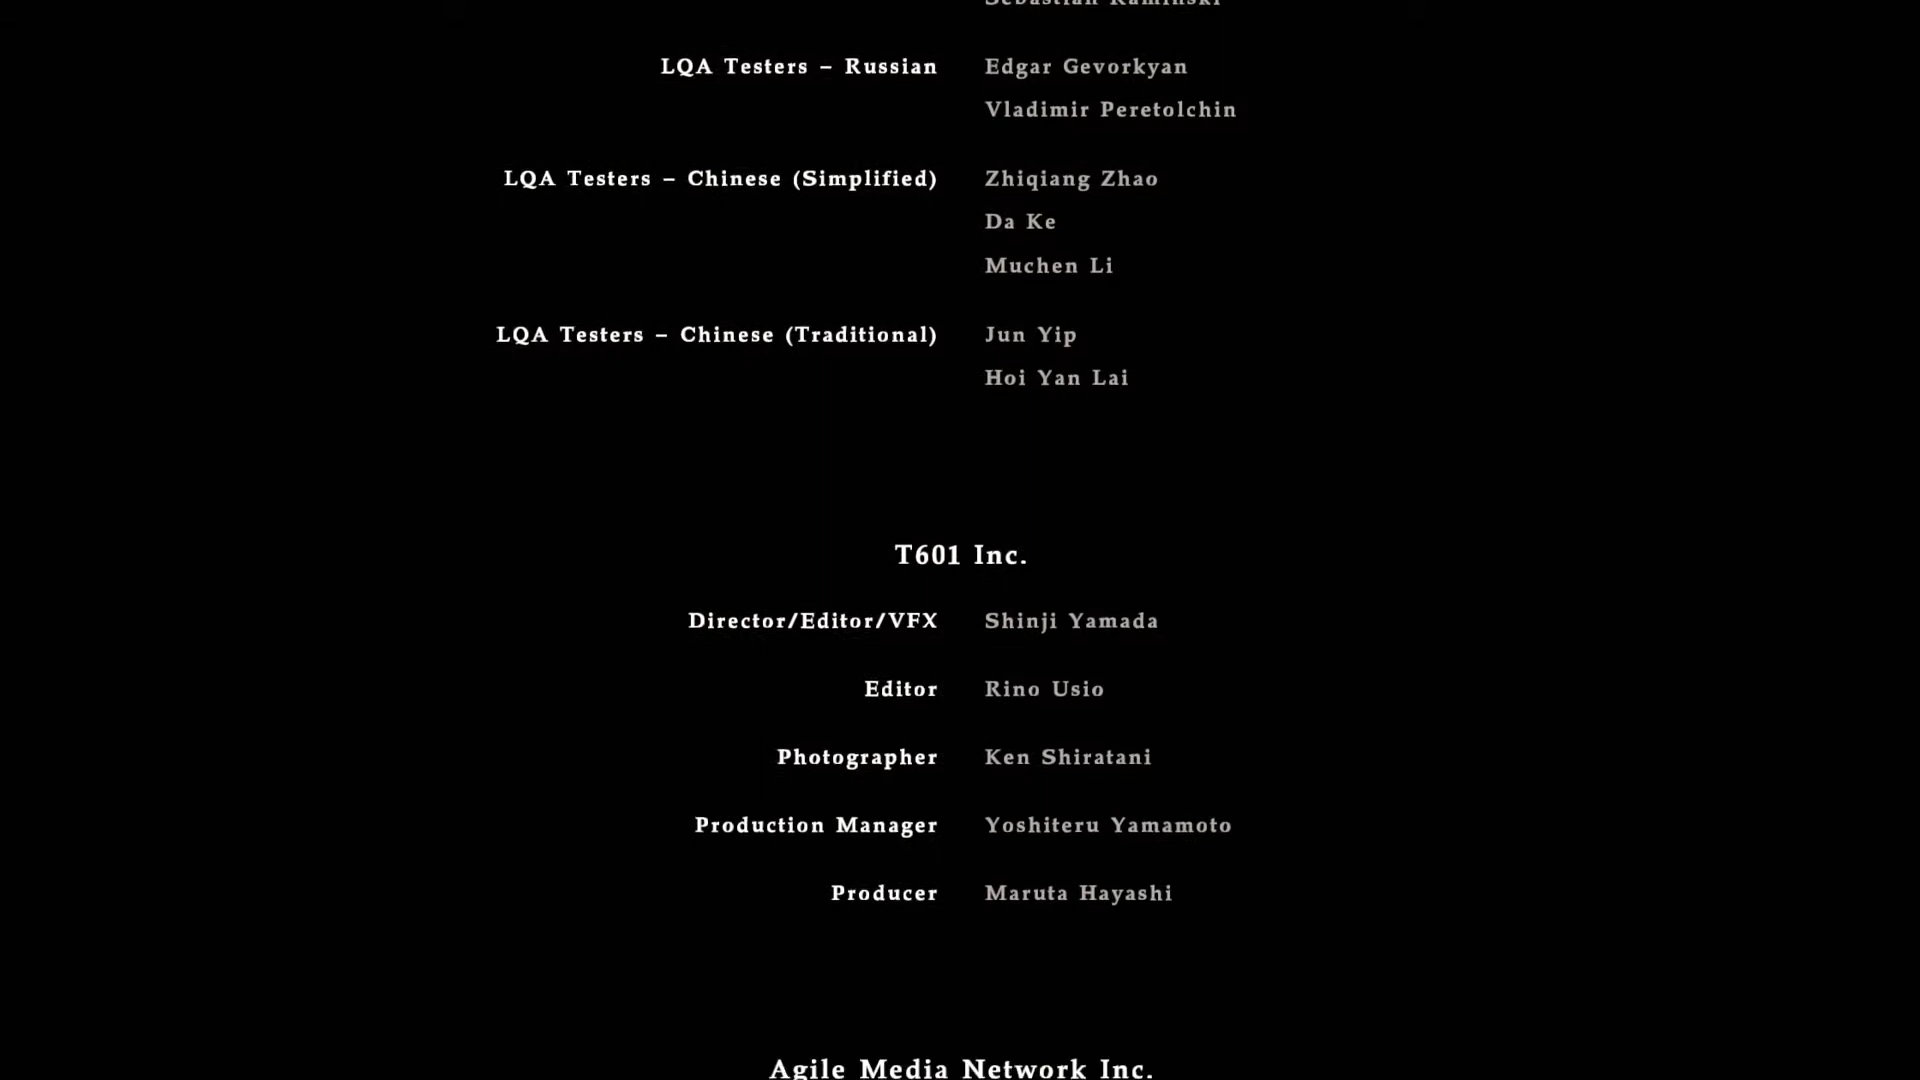 Sebastian Kaminski
LQA Testers – Russian Edgar Gevorkyan
Vladimir Peretolchin
LQA Testers – Chinese (Simplified) Zhiqiang Zhao
Da Ke
Muchen Li
LQA Testers – Chinese (Traditional) Jun Yip
Hoi Yan Lai
T601 Inc.
Director/Editor/VFX Shinji Yamada
Editor Rino Usio
Photographer Ken Shiratani
Production Manager Yoshiteru Yamamoto
Producer Maruta Hayashi
Agile Media Network Inc.